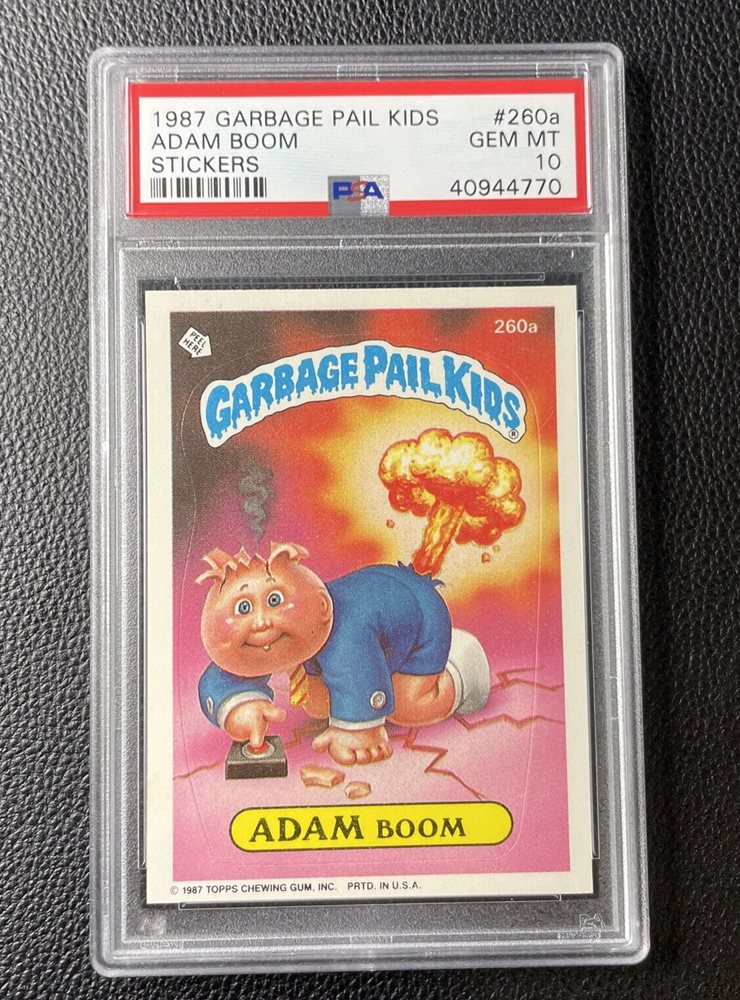 1987 GARBAGE PAIL KIDS #260a
ADAM BOOM GEM MT
STICKERS 10
PSA 40944770
PEEL
HERE
260a
GARBAGE PAIL KIDS
®
ADAM BOOM
© 1987 TOPPS CHEWING GUM, INC. PRTD. IN U.S.A.